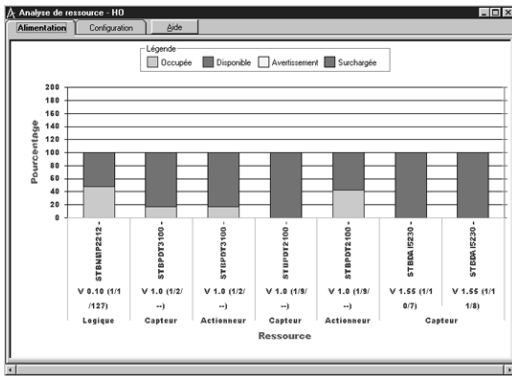 Analyse de ressource - HO
Alimentation Configuration Aide
Légende
Occupée Disponible Avertissement Surchargée
Pourcentage
200
180
160
140
120
100
80
60
40
20
0
STBNIP2212 - STBPDT3100 - STBPDT3100 - STBPDT2100 - STBPDT2100 - STBDAI5230 - STBDAI5230 -
V 0.10 (1/1 V 1.0 (1/2/ V 1.0 (1/2/ V 1.0 (1/9/ V 1.0 (1/9/ V 1.55 (1/1 V 1.55 (1/1
/127) --) --) --) --) 0/7) 1/8)
Logique Capteur Actionneur Capteur Actionneur Capteur
Ressource